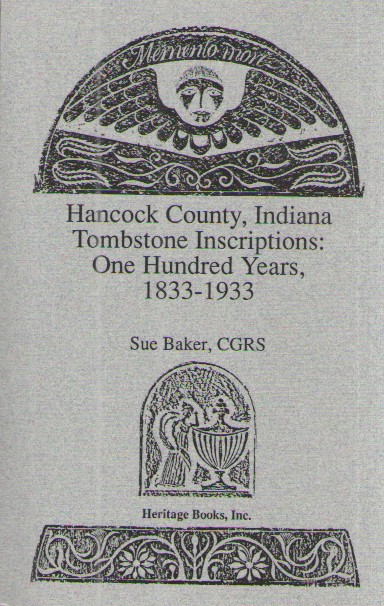 Memento mori
Hancock County, Indiana
Tombstone Inscriptions:
One Hundred Years,
1833-1933
Sue Baker, CGRS
Heritage Books, Inc.